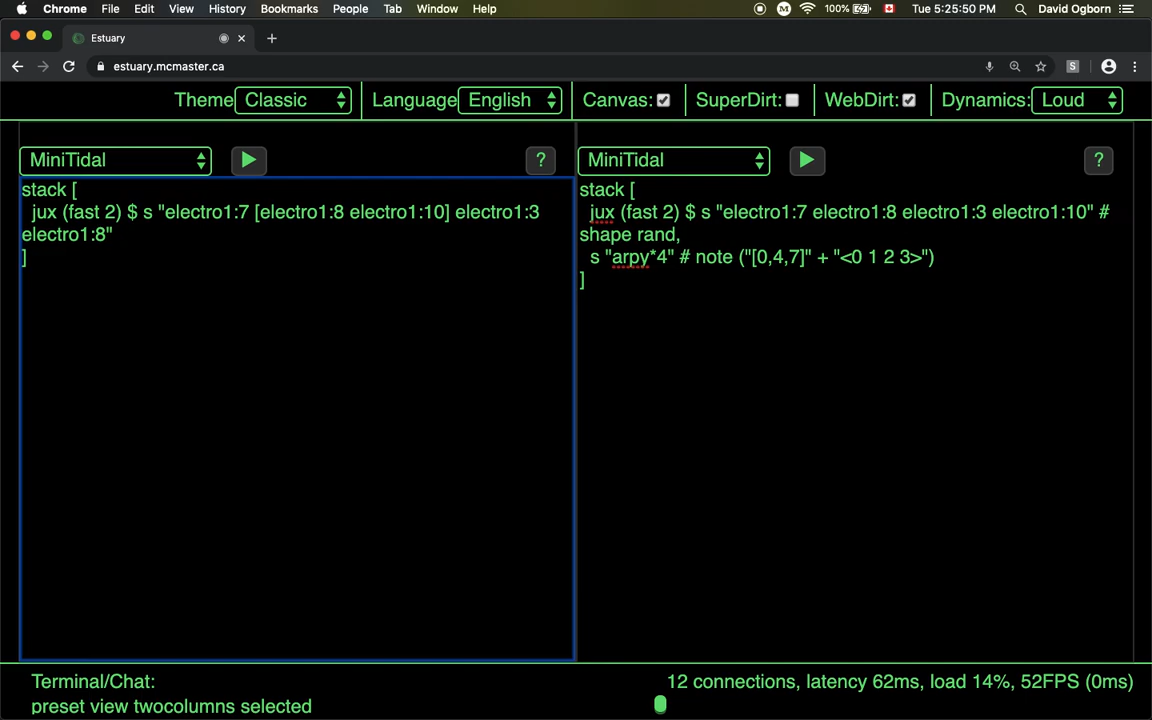 Chrome File Edit View History Bookmarks People Tab Window Help 100% Tue 5:25:50 PM David Ogborn
Estuary
estuary.mcmaster.ca S
Theme Classic Language English Canvas: SuperDirt: WebDirt: Dynamics: Loud
MiniTidal ?
stack [
jux (fast 2) $ s "electro1:7 [electro1:8 electro1:10] electro1:3
electro1:8"
]
MiniTidal ?
stack [
jux (fast 2) $ s "electro1:7 electro1:8 electro1:3 electro1:10" #
shape rand,
s "arpy*4" # note ("[0,4,7]" + "<0 1 2 3>")
]
Terminal/Chat:
preset view twocolumns selected
12 connections, latency 62ms, load 14%, 52FPS (0ms)